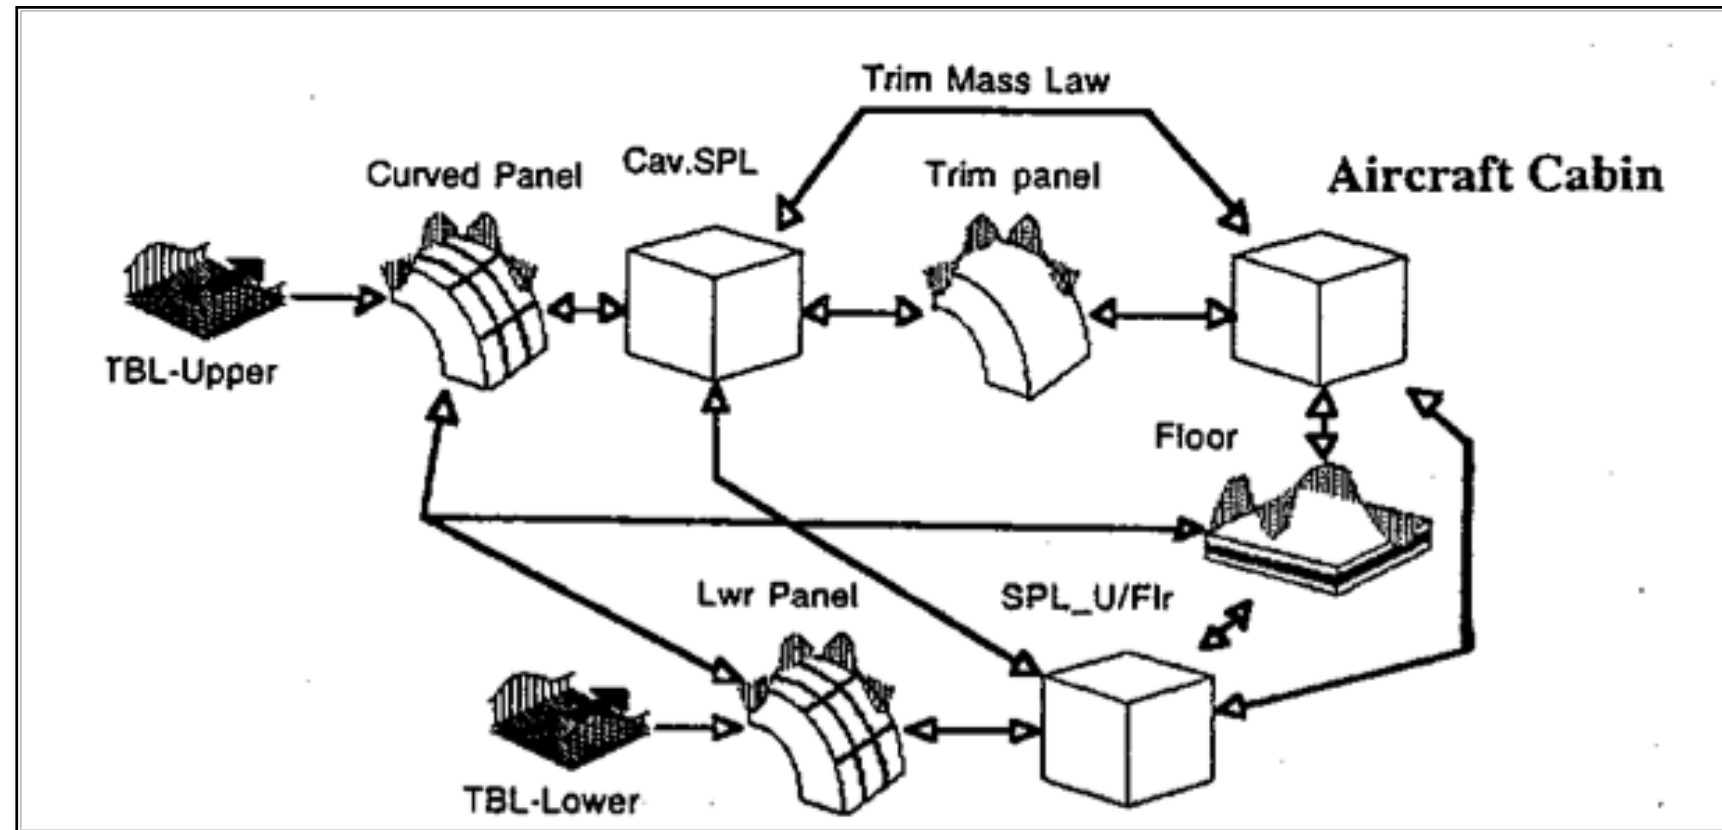 Trim Mass Law
Curved Panel
Cav.SPL
Trim panel
Aircraft Cabin
TBL-Upper
Floor
Lwr Panel
SPL_U/Flr
TBL-Lower